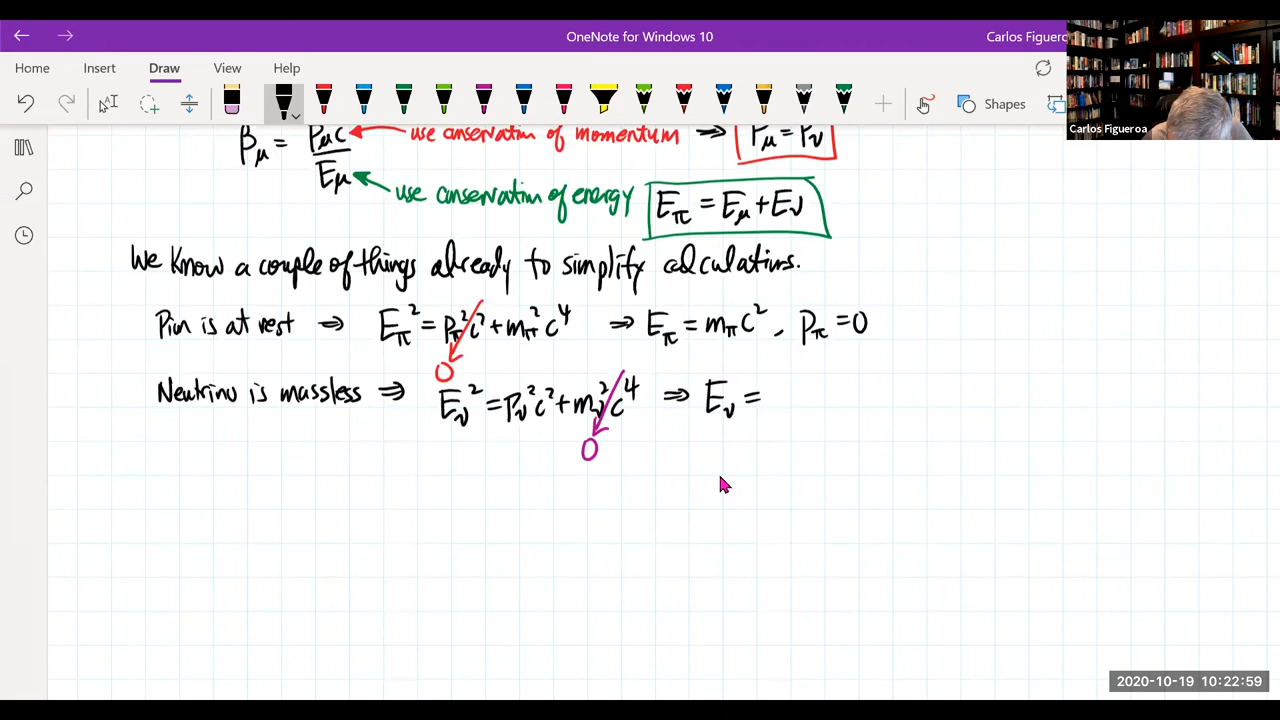 OneNote for Windows 10
Carlos Figuero
Home Insert Draw View Help
Shapes
Carlos Figueroa
βμ = pμc / Eμ
use conservation of momentum ⇒ Pμ = Pν
use conservation of energy Eπ = Eμ + Eν
We know a couple of things already to simplify calculations.
Pion is at rest ⇒ Eπ² = pπ²c² + mπ²c⁴ ⇒ Eπ = mπc², pπ = 0
0
Neutrino is massless ⇒ Eν² = pν²c² + mν²c⁴ ⇒ Eν =
0
2020-10-19 10:22:59